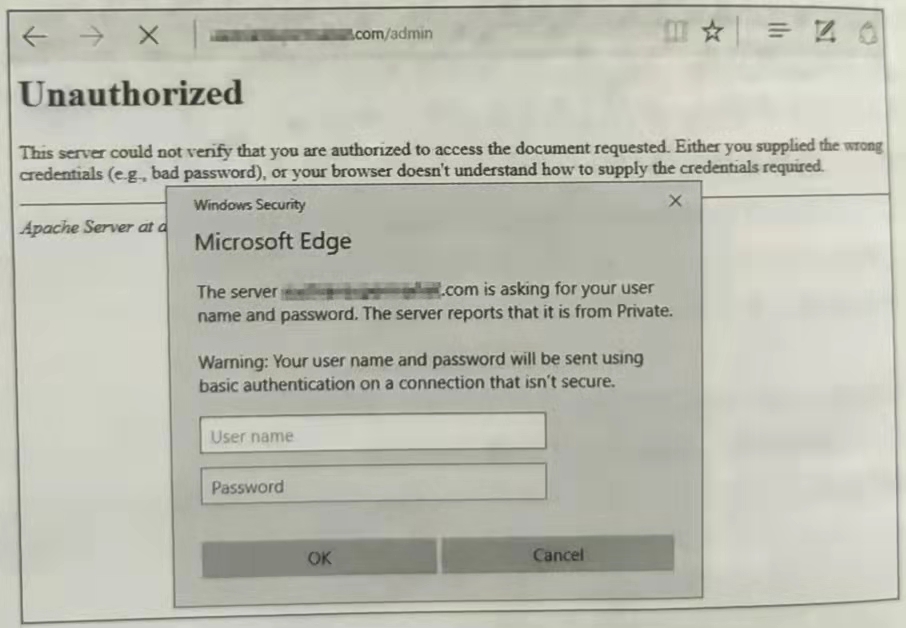 .com/admin
Unauthorized
This server could not verify that you are authorized to access the document requested. Either you supplied the wrong
credentials (e.g., bad password), or your browser doesn't understand how to supply the credentials required.
Apache Server at d
Windows Security
Microsoft Edge
The server .com is asking for your user
name and password. The server reports that it is from Private.
Warning: Your user name and password will be sent using
basic authentication on a connection that isn't secure.
User name
Password
OK
Cancel